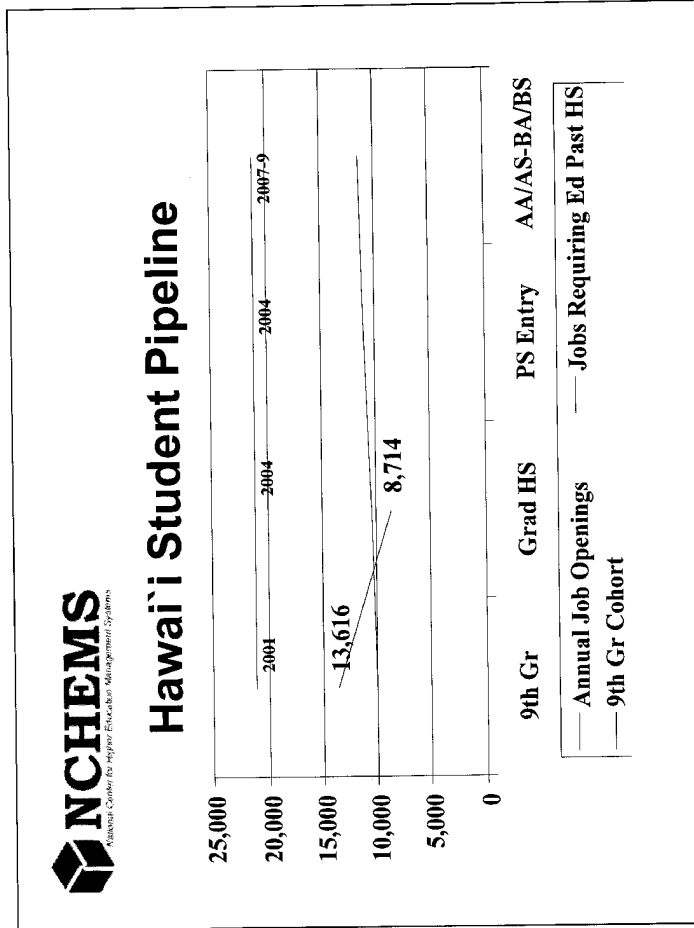 NCHEMS
National Center for Higher Education Management Systems
Hawai`i Student Pipeline
25,000
20,000
15,000
10,000
5,000
0
2001
2004
2004
2007-9
13,616
8,714
9th Gr
Grad HS
PS Entry
AA/AS-BA/BS
Annual Job Openings
Jobs Requiring Ed Past HS
9th Gr Cohort